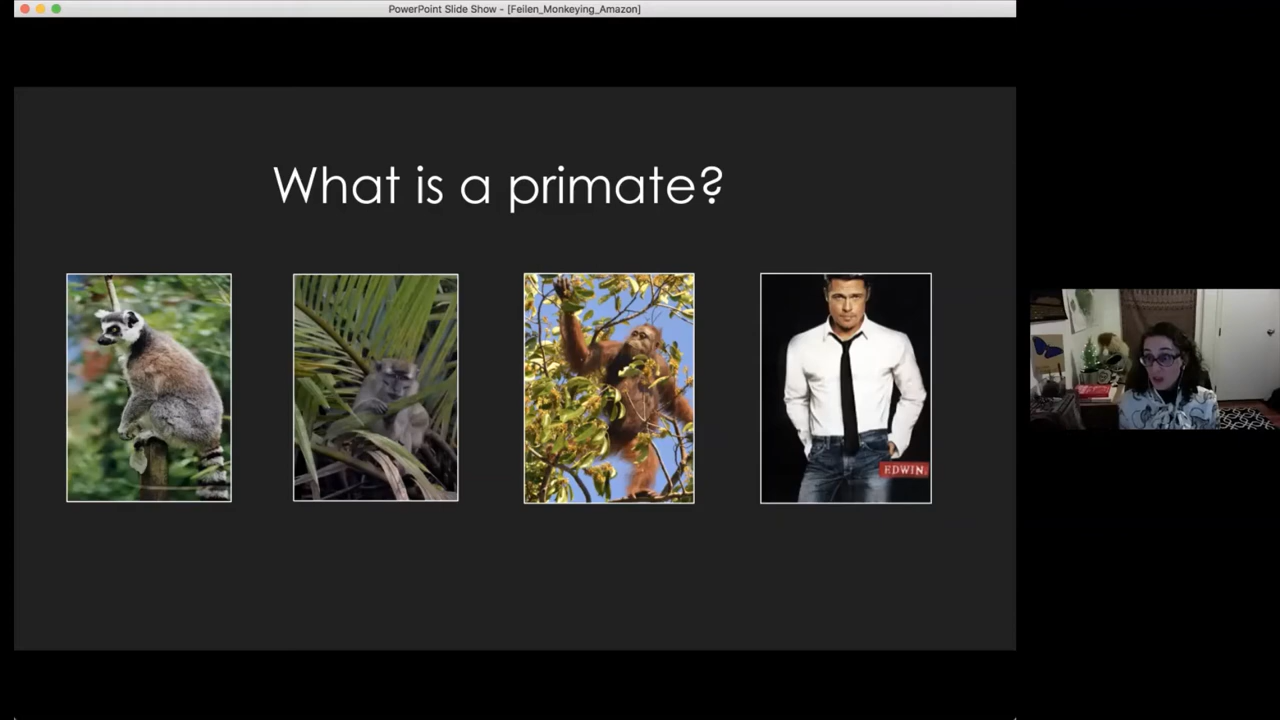 PowerPoint Slide Show - [Feilen_Monkeying_Amazon]
What is a primate?
EDWIN